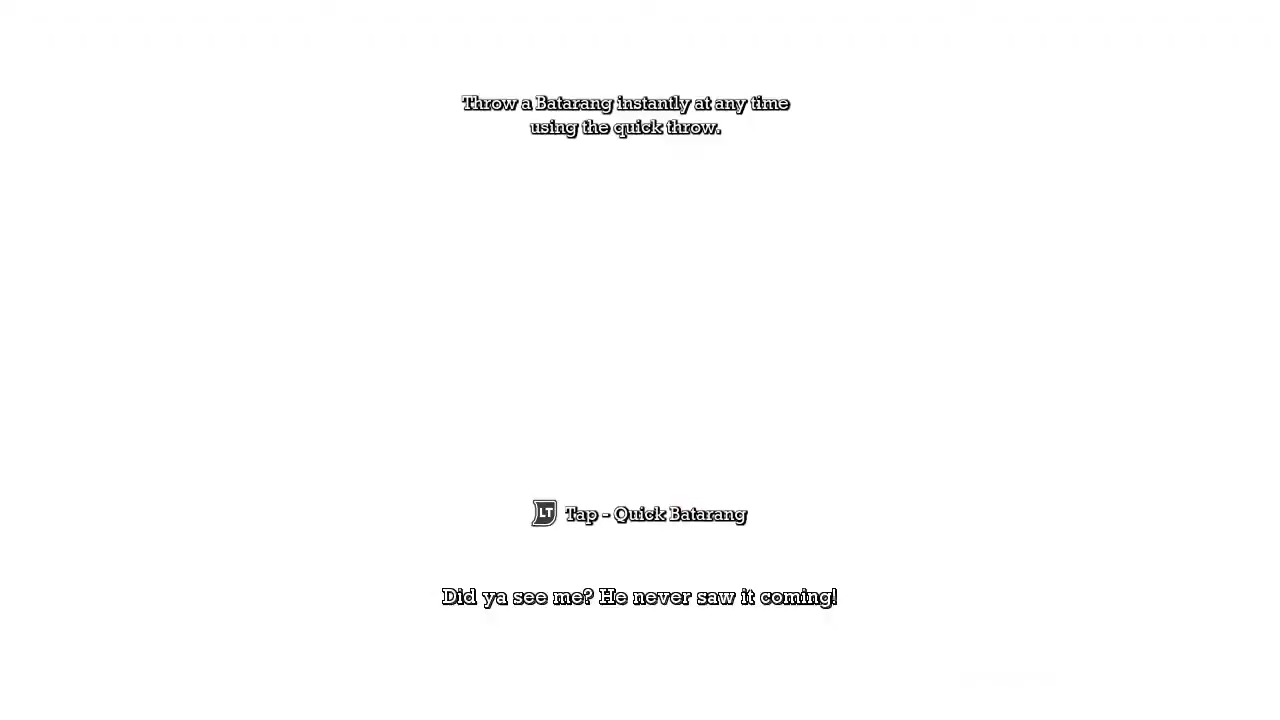 Throw a Batarang instantly at any time
using the quick throw.
LT Tap - Quick Batarang
Did ya see me? He never saw it coming!